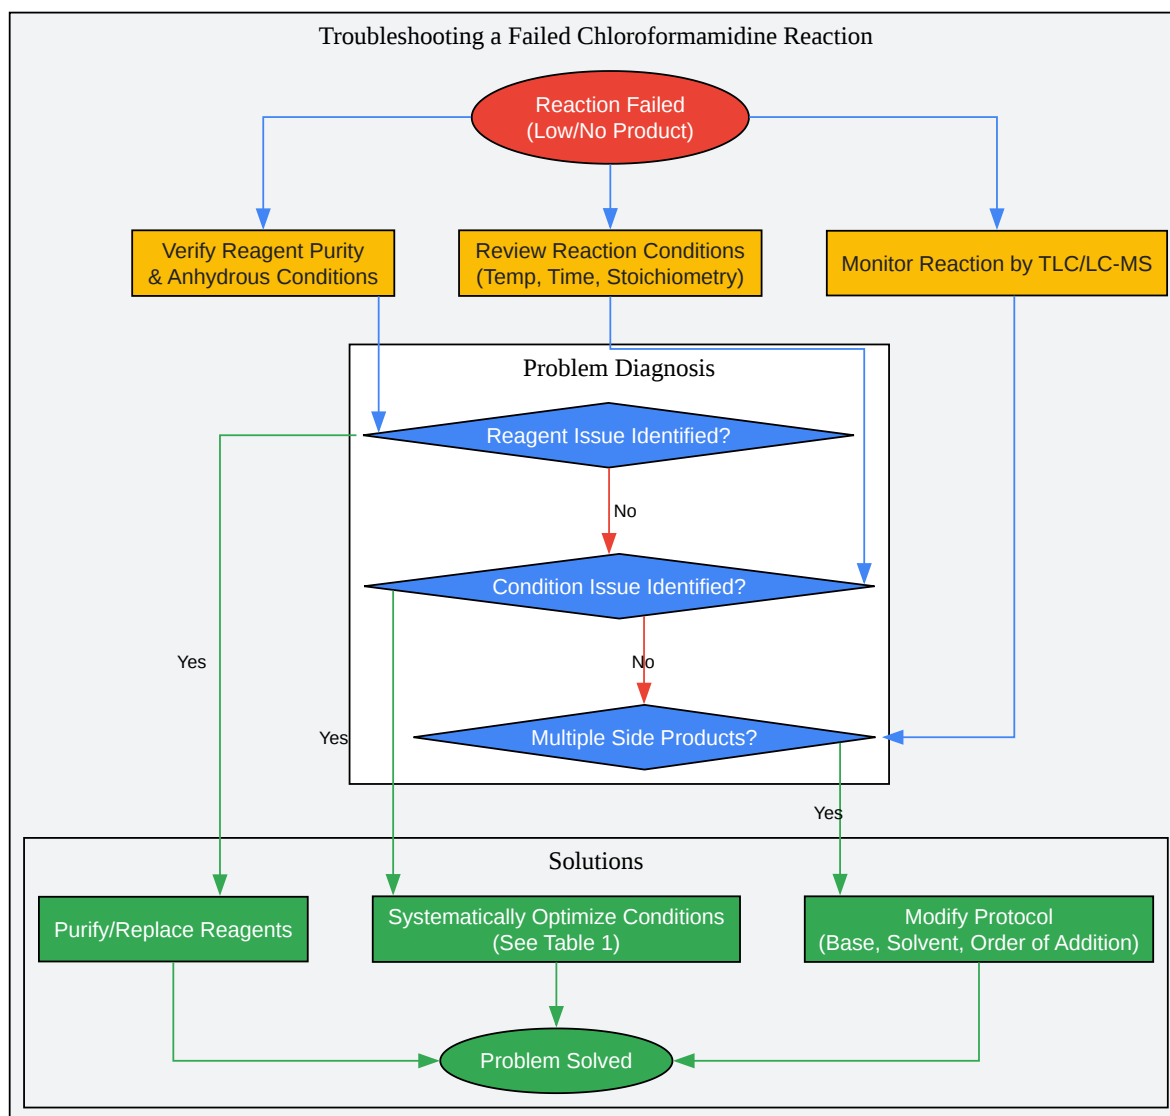 Troubleshooting a Failed Chloroformamidine Reaction
Reaction Failed
(Low/No Product)
Verify Reagent Purity
& Anhydrous Conditions
Review Reaction Conditions
(Temp, Time, Stoichiometry)
Monitor Reaction by TLC/LC-MS
Problem Diagnosis
Reagent Issue Identified?
No
Condition Issue Identified?
Yes
No
Yes
Multiple Side Products?
Yes
Solutions
Purify/Replace Reagents
Systematically Optimize Conditions
(See Table 1)
Modify Protocol
(Base, Solvent, Order of Addition)
Problem Solved